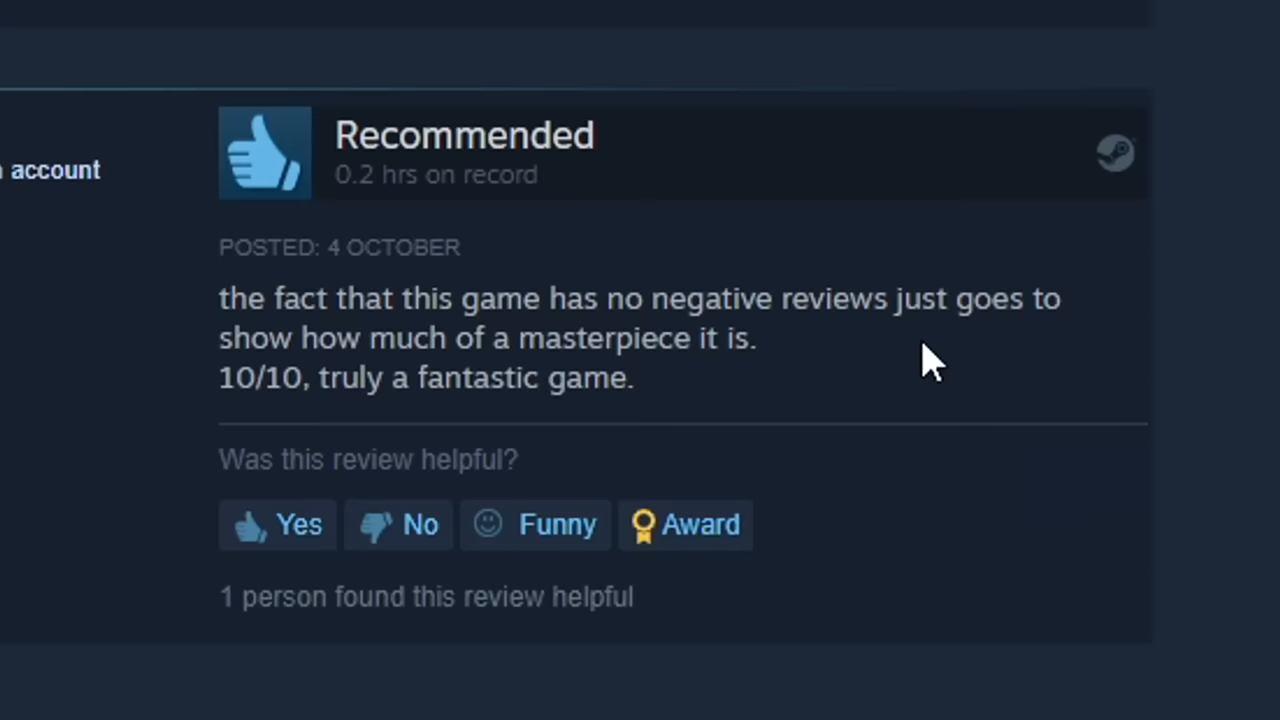 Recommended
0.2 hrs on record
account
POSTED: 4 OCTOBER
the fact that this game has no negative reviews just goes to
show how much of a masterpiece it is.
10/10, truly a fantastic game.
Was this review helpful?
Yes No Funny Award
1 person found this review helpful